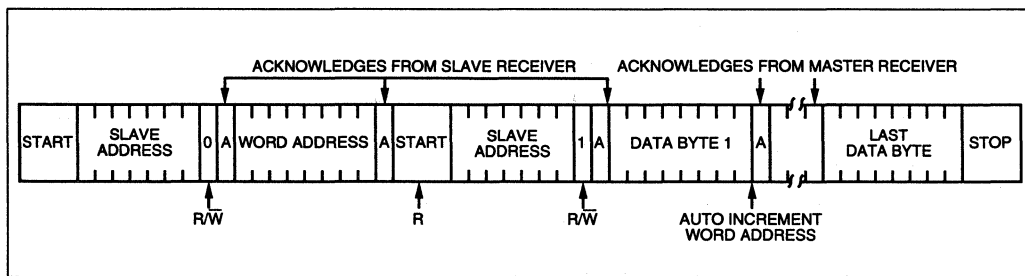 ACKNOWLEDGES FROM SLAVE RECEIVER
ACKNOWLEDGES FROM MASTER RECEIVER
START
SLAVE
ADDRESS
0
A
WORD ADDRESS
A
START
SLAVE
ADDRESS
1
A
DATA BYTE 1
A
LAST
DATA BYTE
STOP
R/W̅
R
R/W̅
AUTO INCREMENT
WORD ADDRESS